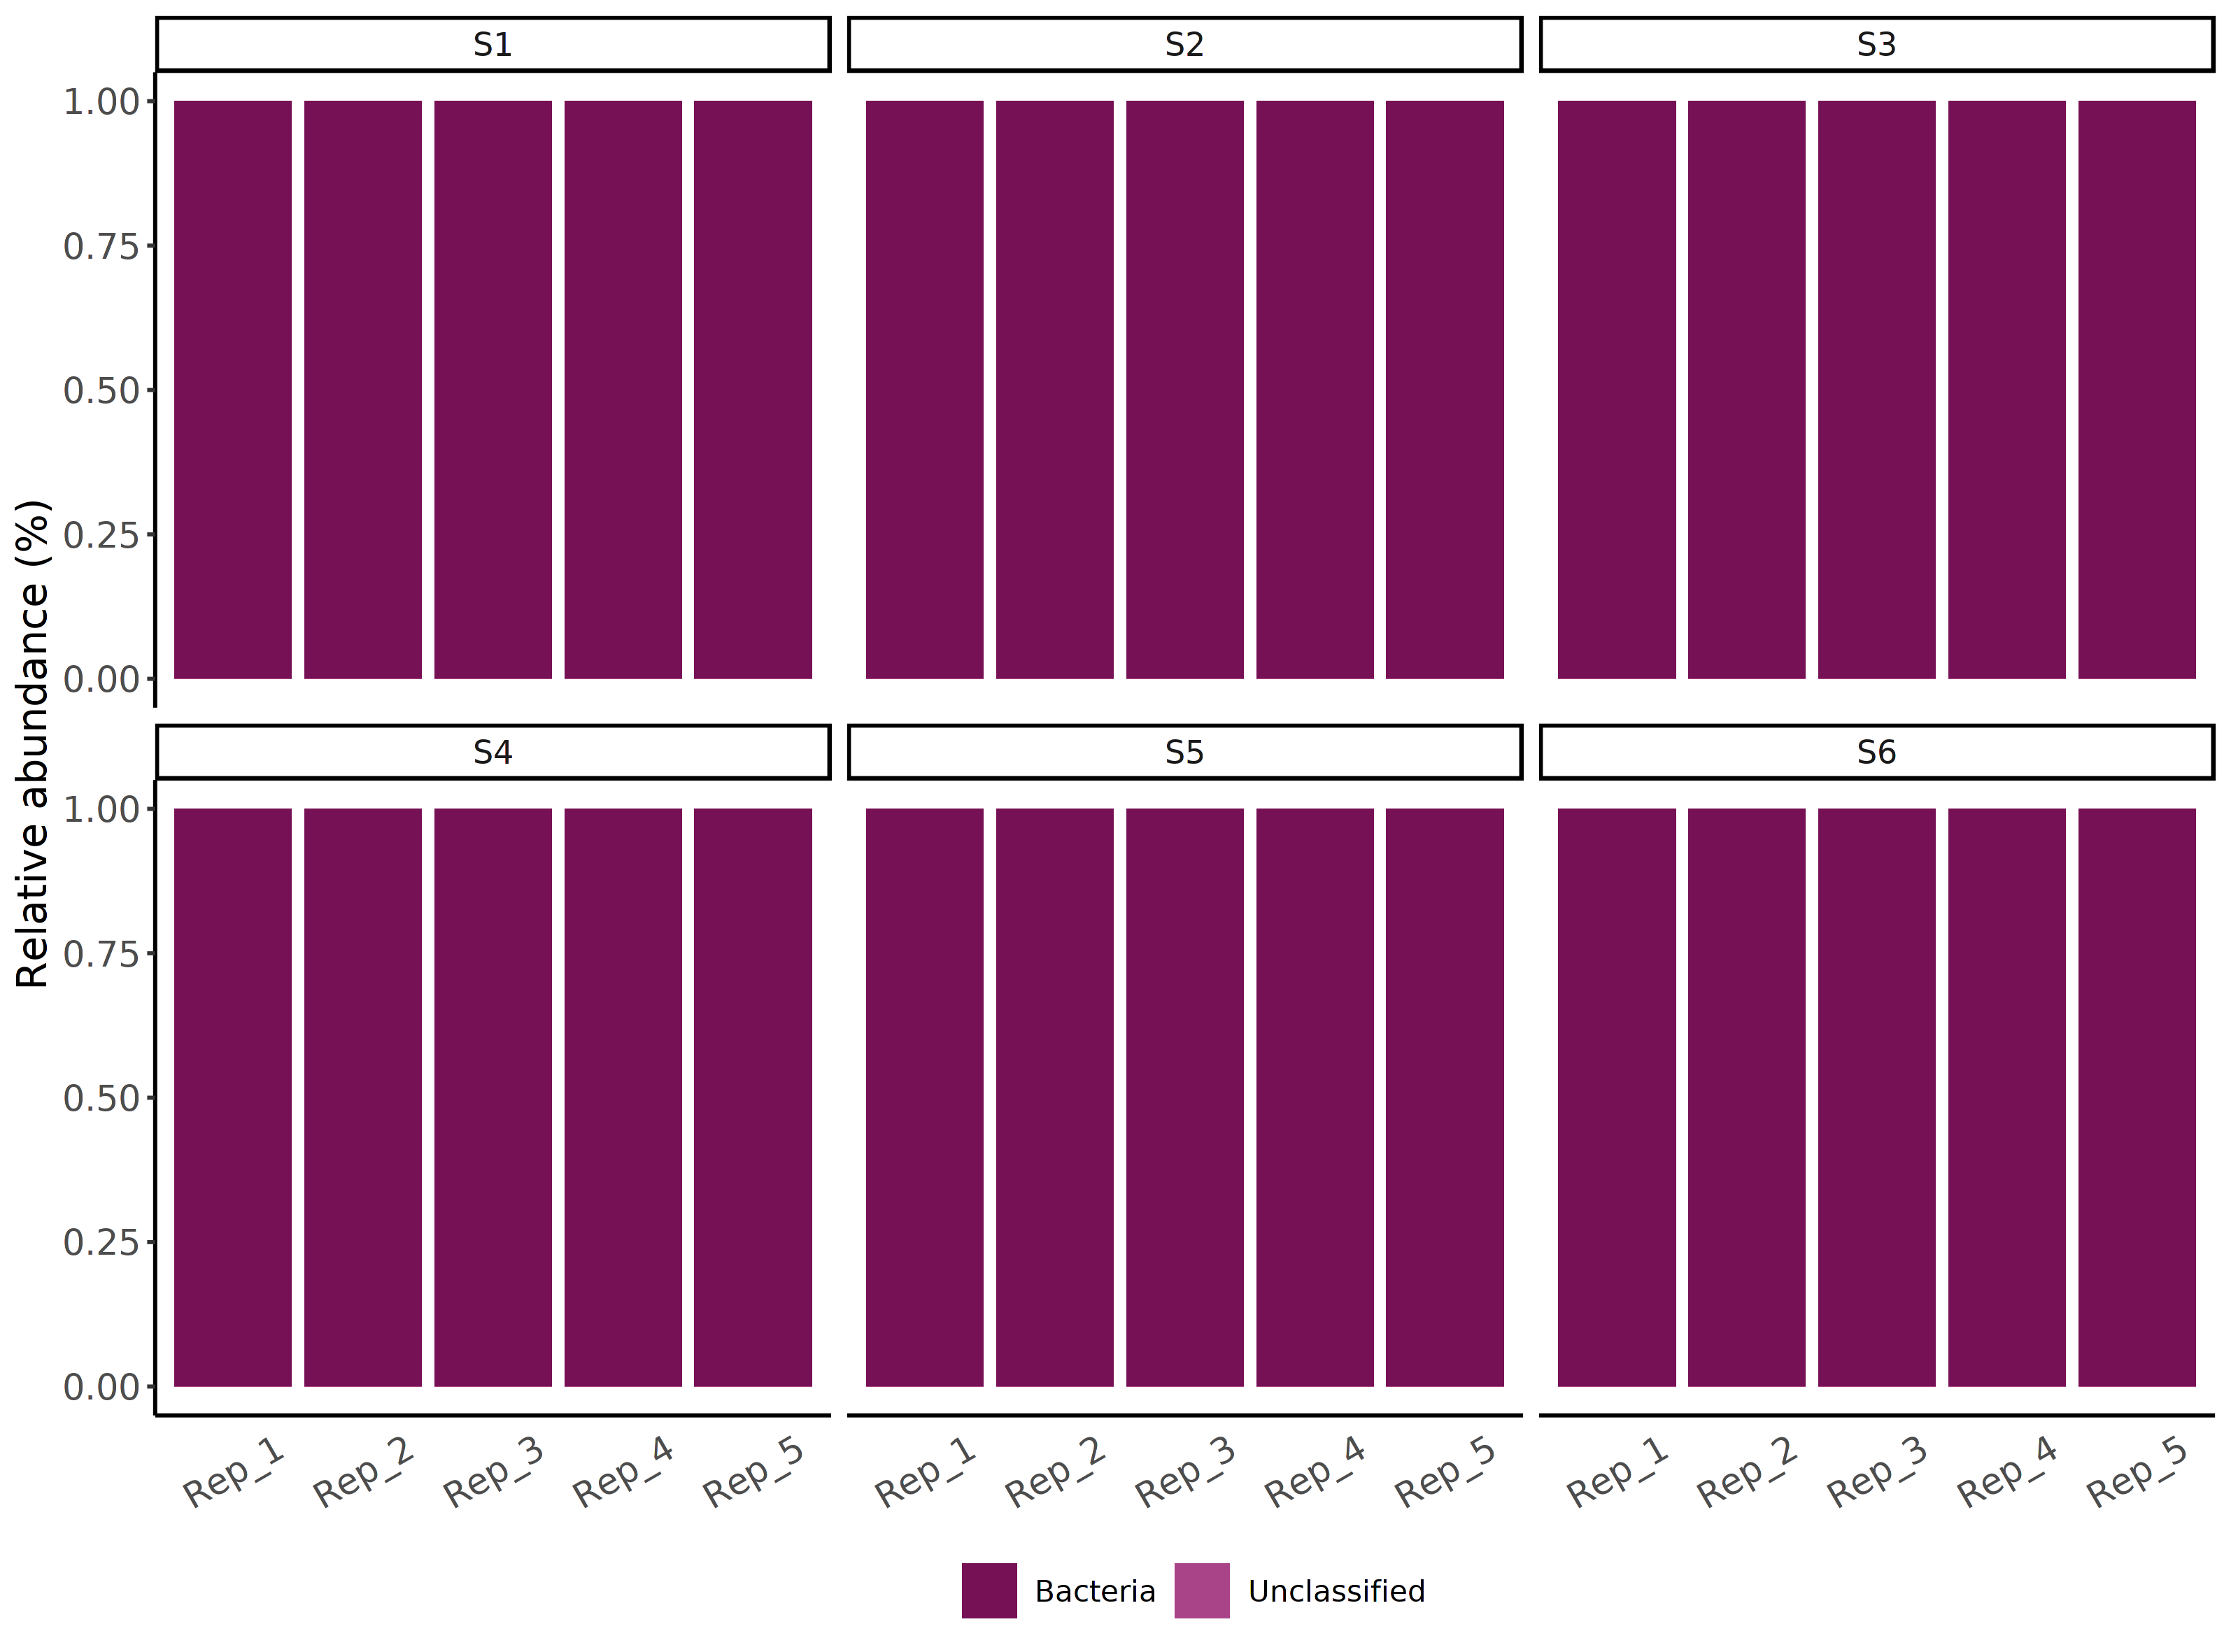 S1 S2 S3
1.00
0.75
0.50
0.25
0.00
Relative abundance (%)
S4 S5 S6
1.00
0.75
0.50
0.25
0.00
Rep_1 Rep_2 Rep_3 Rep_4 Rep_5 Rep_1 Rep_2 Rep_3 Rep_4 Rep_5 Rep_1 Rep_2 Rep_3 Rep_4 Rep_5
Bacteria Unclassified